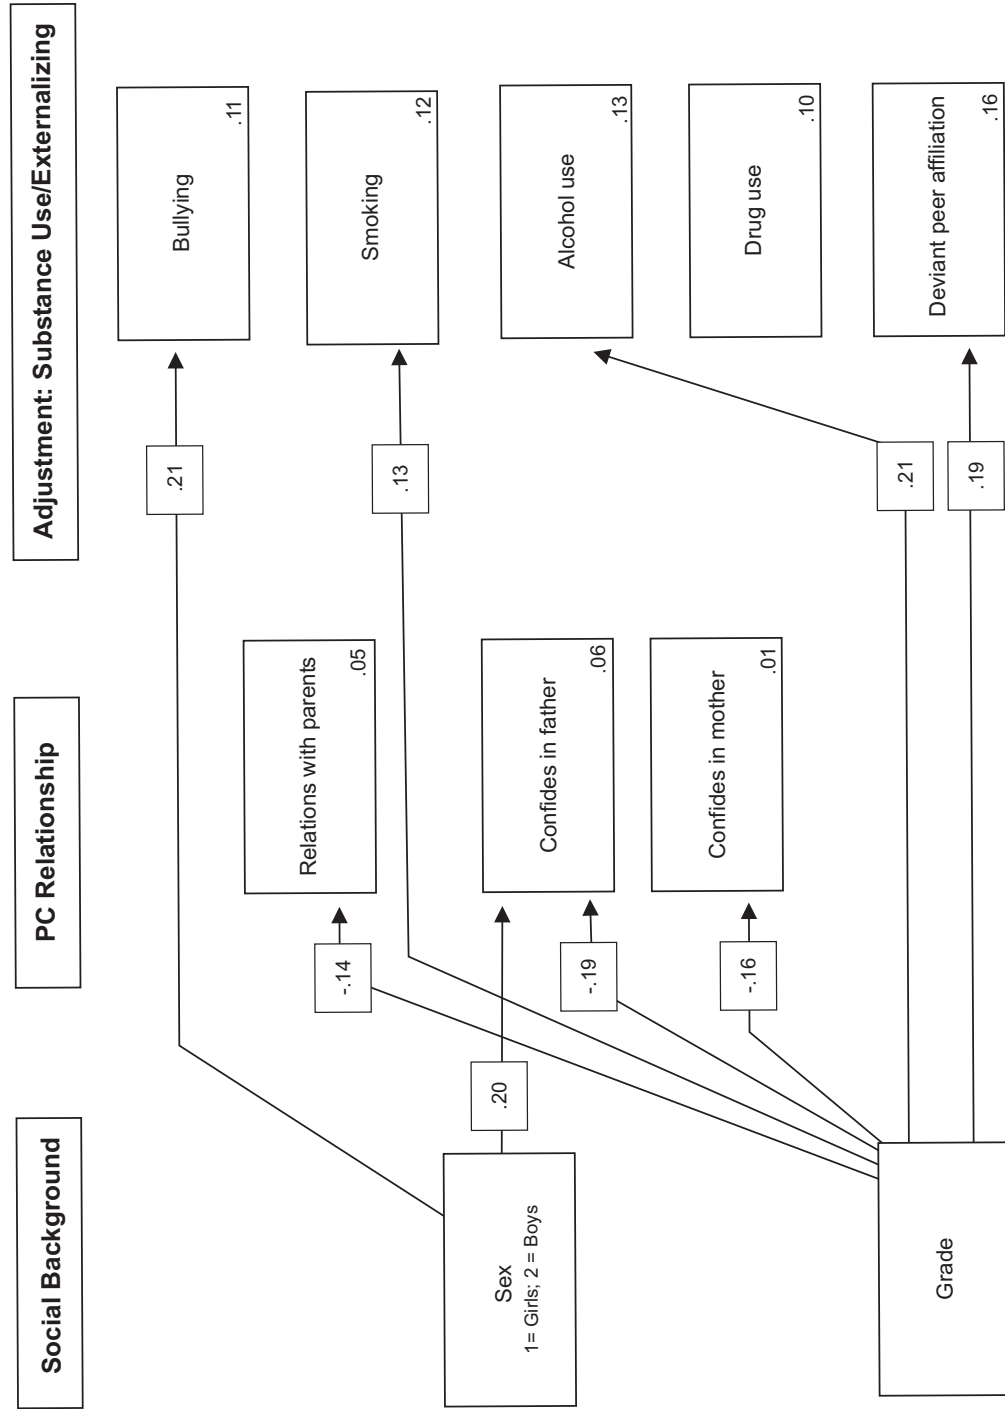 Social Background
PC Relationship
Adjustment: Substance Use/Externalizing
Sex
1= Girls; 2 = Boys
Grade
.20
-.14
-.19
-.16
Relations with parents
.05
Confides in father
.06
Confides in mother
.01
.21
.13
.21
.19
Bullying
.11
Smoking
.12
Alcohol use
.13
Drug use
.10
Deviant peer affiliation
.16